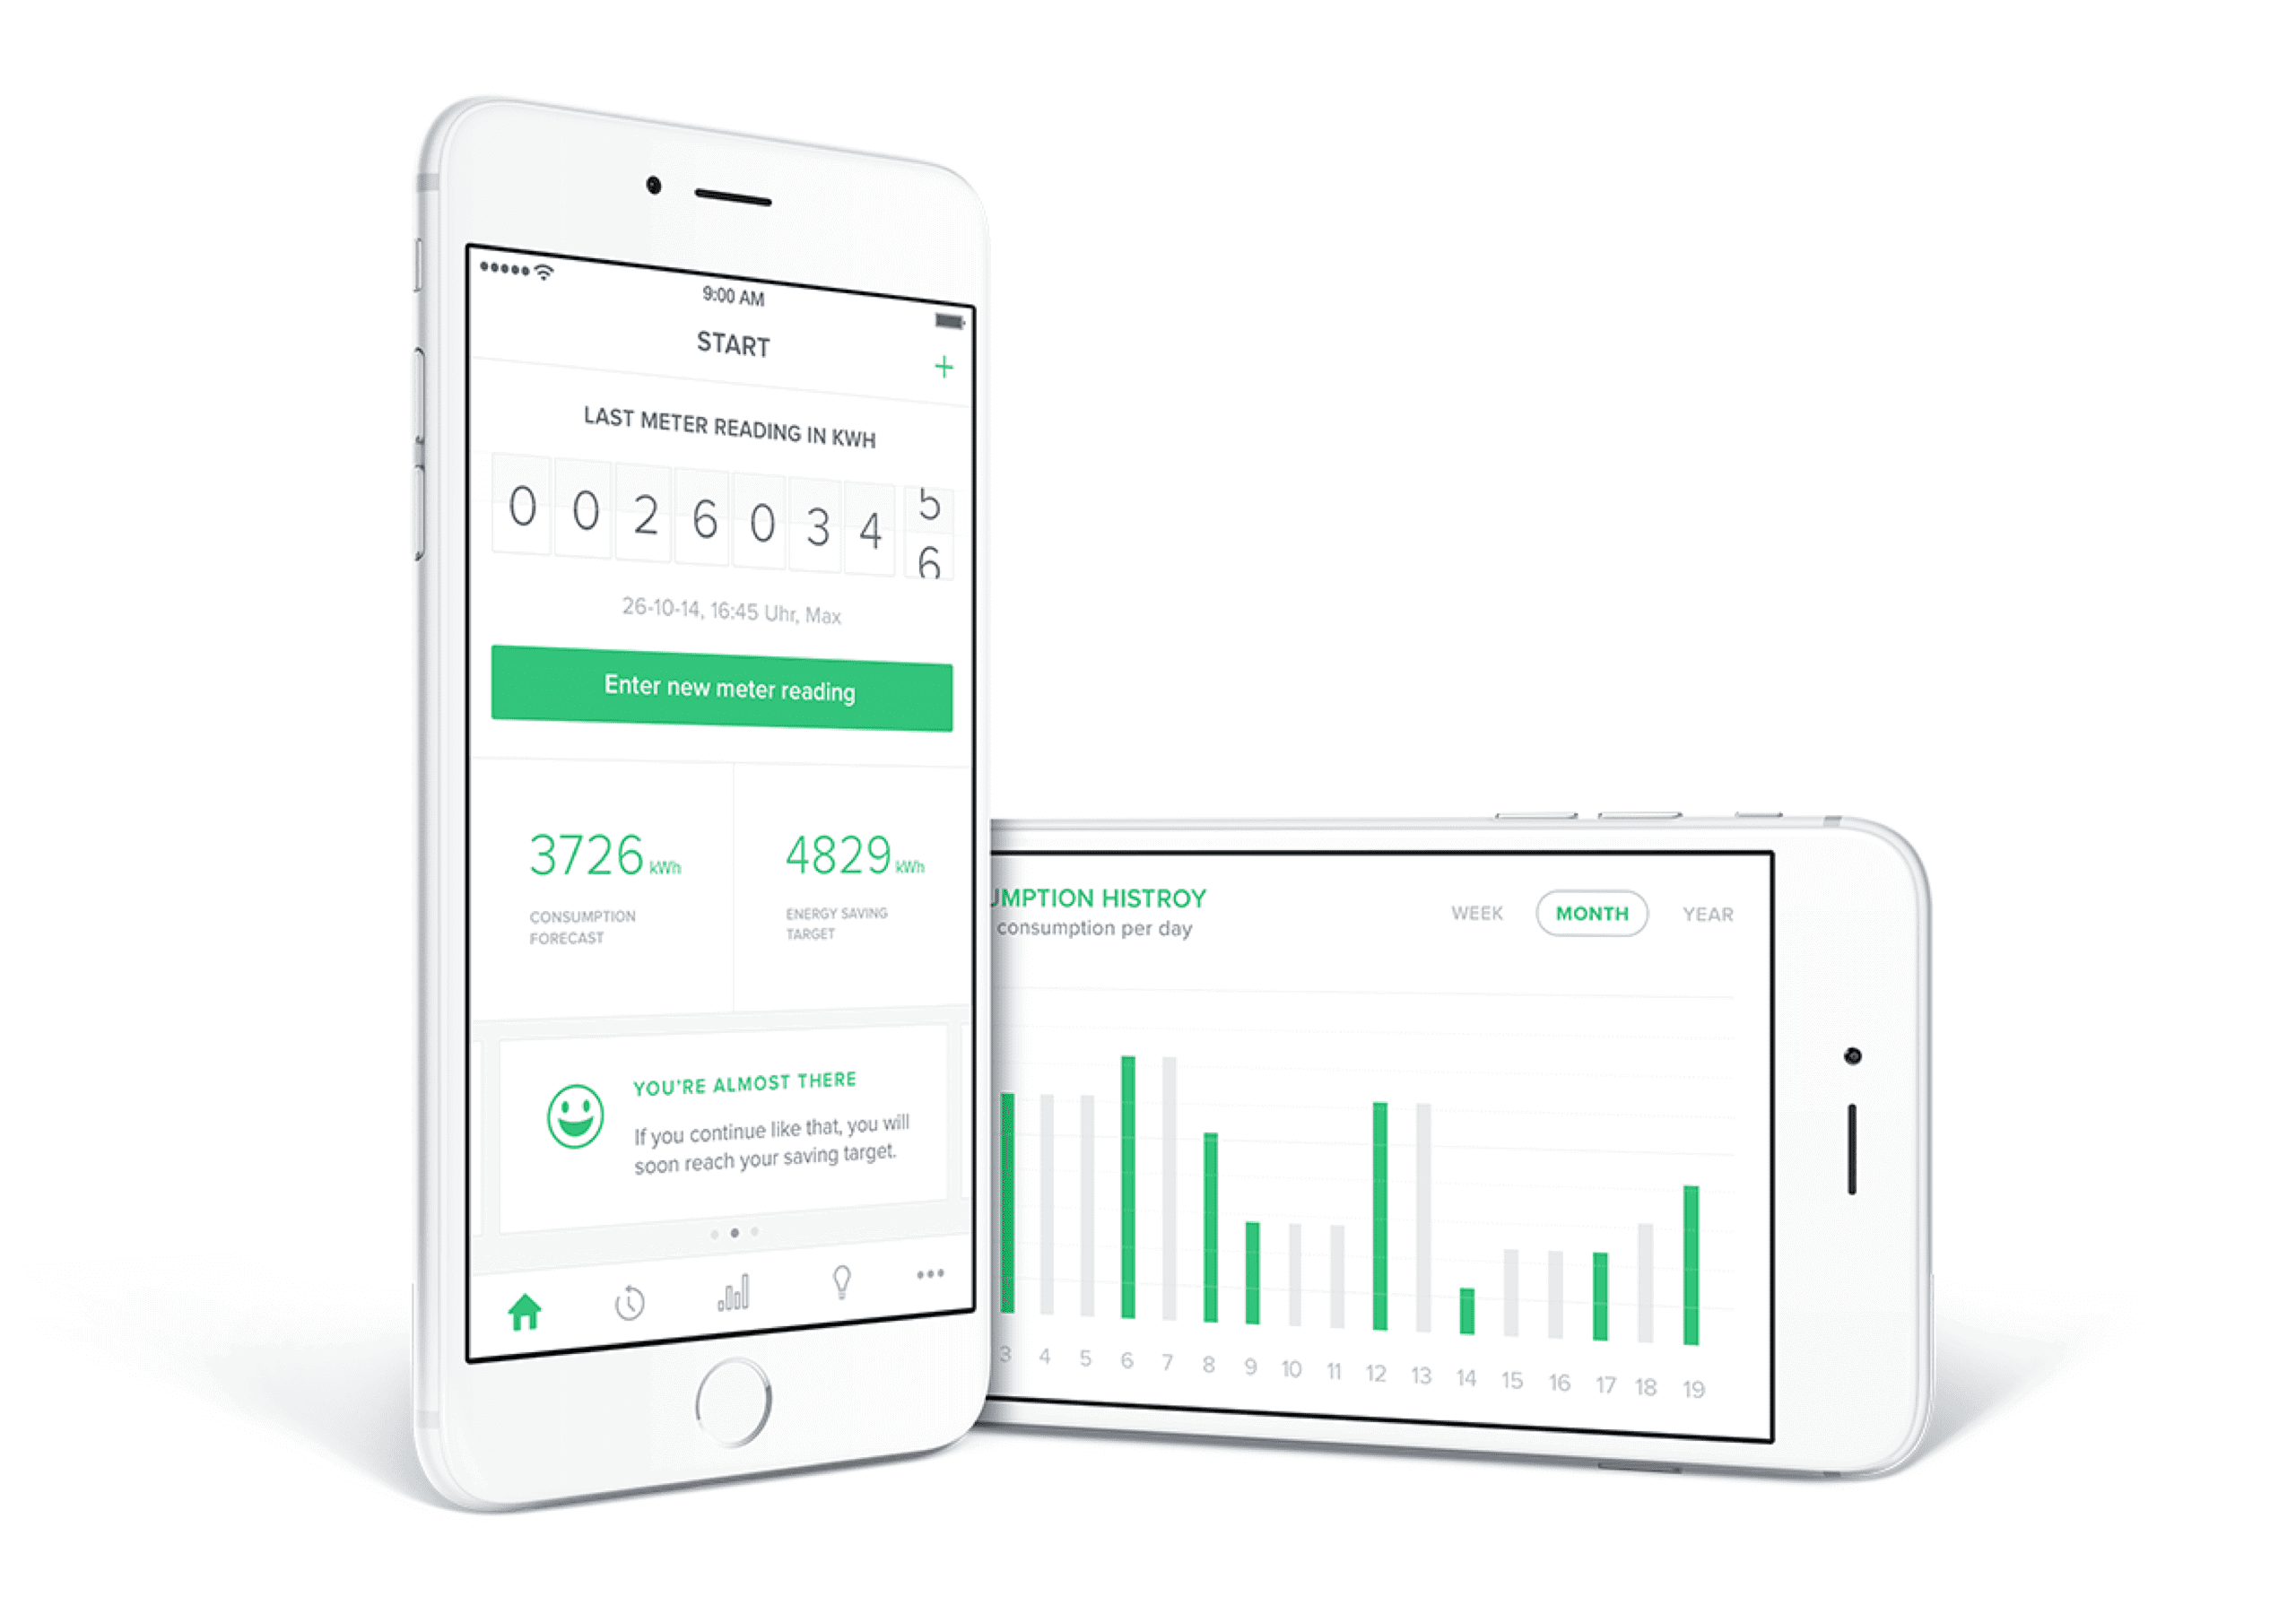 9:00 AM
START
+
LAST METER READING IN KWH
0 0 2 6 0 3 4 5
6
26-10-14, 16:45 Uhr, Max
Enter new meter reading
3726 kWh
4829 kWh
CONSUMPTION
FORECAST
ENERGY SAVING
TARGET
YOU'RE ALMOST THERE
If you continue like that, you will
soon reach your saving target.
UMPTION HISTROY
consumption per day
WEEK MONTH YEAR
3 4 5 6 7 8 9 10 11 12 13 14 15 16 17 18 19